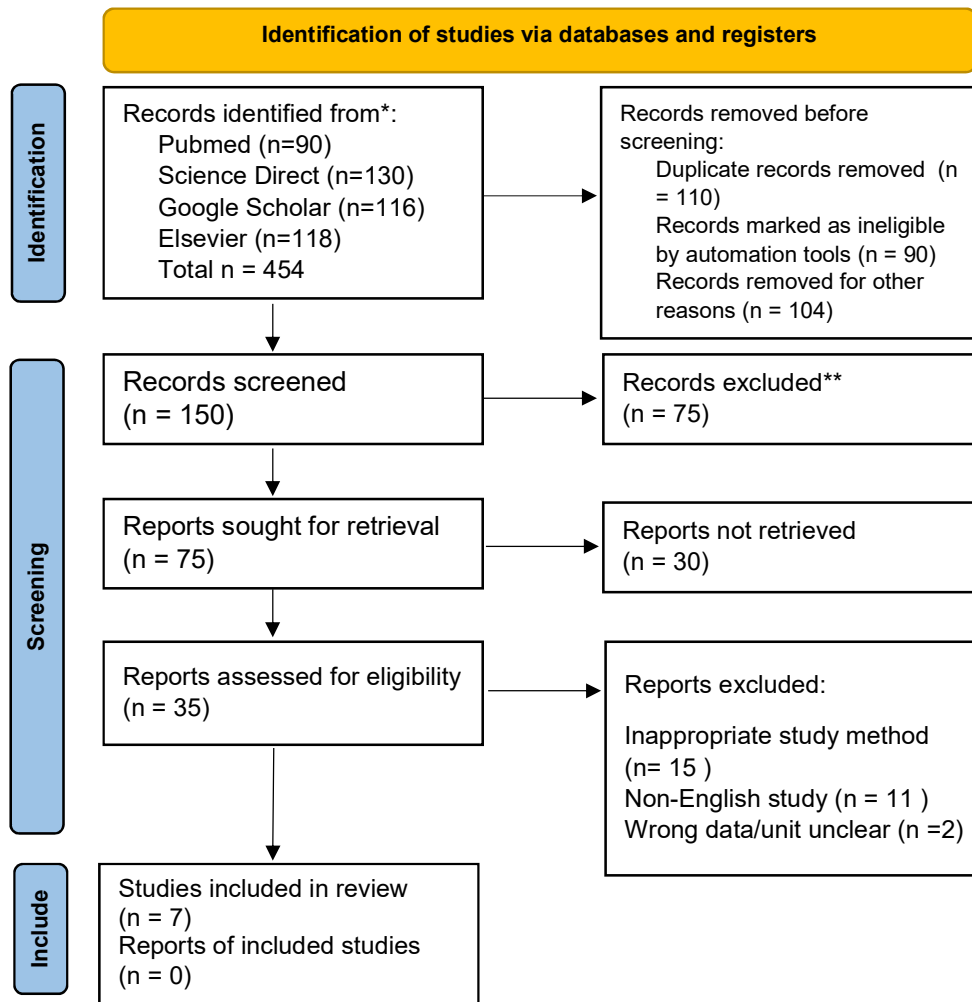 Identification of studies via databases and registers
Identification
Records identified from*:
Pubmed (n=90)
Science Direct (n=130)
Google Scholar (n=116)
Elsevier (n=118)
Total n = 454
Records removed before
screening:
Duplicate records removed (n
= 110)
Records marked as ineligible
by automation tools (n = 90)
Records removed for other
reasons (n = 104)
Screening
Records screened
(n = 150)
Records excluded**
(n = 75)
Reports sought for retrieval
(n = 75)
Reports not retrieved
(n = 30)
Reports assessed for eligibility
(n = 35)
Reports excluded:
Inappropriate study method
(n= 15 )
Non-English study (n = 11 )
Wrong data/unit unclear (n =2)
Include
Studies included in review
(n = 7)
Reports of included studies
(n = 0)